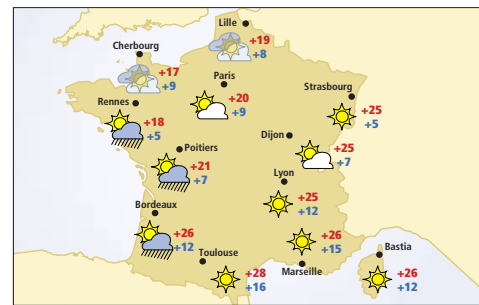 Lille
+19
+8
Cherbourg
+17
+9
Paris
+20
+9
Strasbourg
+25
+5
Rennes
+18
+5
Dijon
+25
+7
Poitiers
+21
+7
Lyon
+25
+12
Bordeaux
+26
+12
+26
+15
Marseille
Toulouse
+28
+16
Bastia
+26
+12